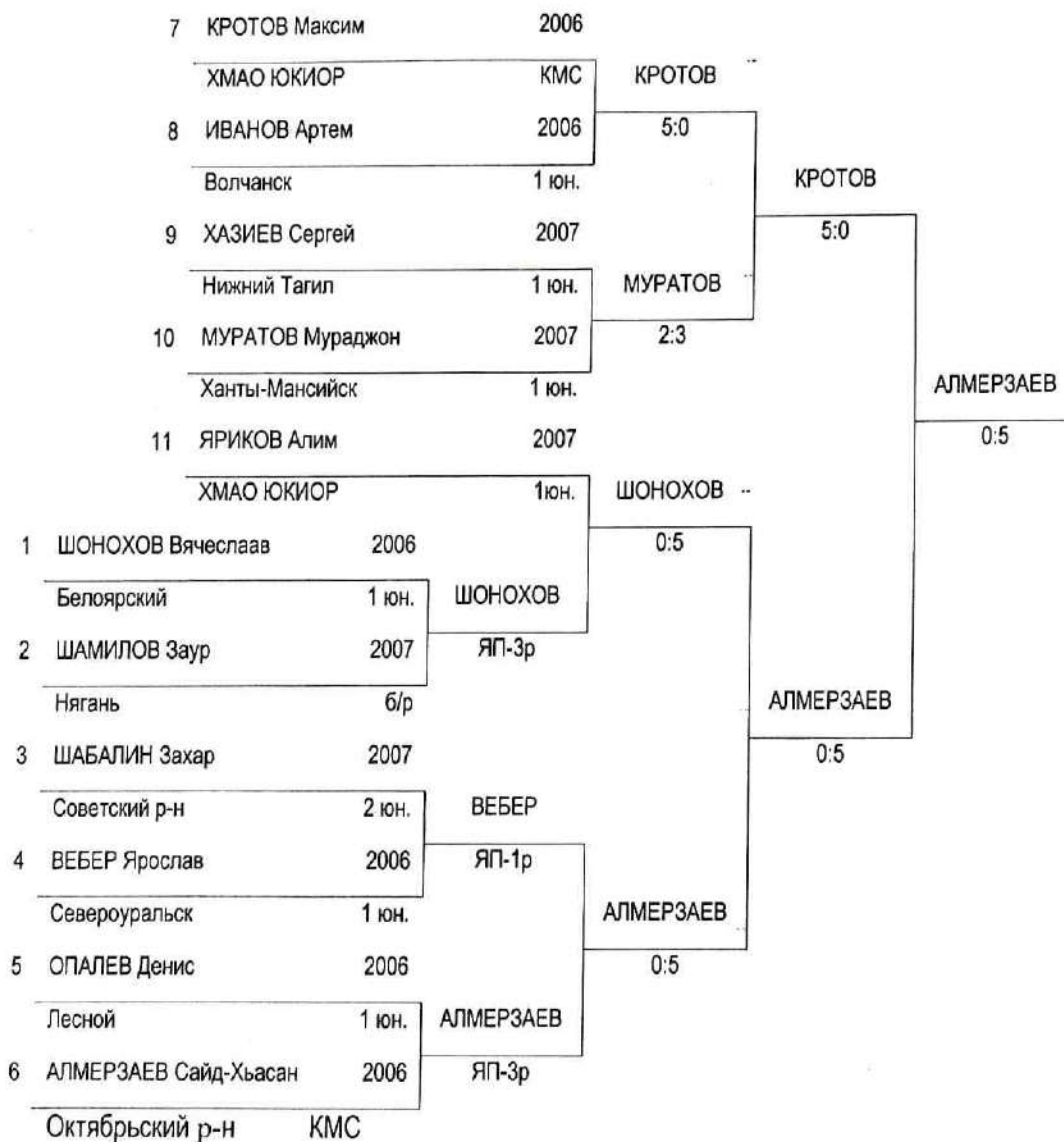 7 КРОТОВ Максим 2006
ХМАО ЮКИОР КМС КРОТОВ
8 ИВАНОВ Артем 2006 5:0
Волчанск 1 юн. КРОТОВ
9 ХАЗИЕВ Сергей 2007 5:0
Нижний Тагил 1 юн. МУРАТОВ
10 МУРАТОВ Мураджон 2007 2:3
Ханты-Мансийск 1 юн. АЛМЕРЗАЕВ
11 ЯРИКОВ Алим 2007 0:5
ХМАО ЮКИОР 1юн. ШОНОХОВ
1 ШОНОХОВ Вячеслаав 2006 0:5
Белоярский 1 юн. ШОНОХОВ
2 ШАМИЛОВ Заур 2007 ЯП-3р
Нягань б/р АЛМЕРЗАЕВ
3 ШАБАЛИН Захар 2007 0:5
Советский р-н 2 юн. ВЕБЕР
4 ВЕБЕР Ярослав 2006 ЯП-1р
Североуральск 1 юн. АЛМЕРЗАЕВ
5 ОПАЛЕВ Денис 2006 0:5
Лесной 1 юн. АЛМЕРЗАЕВ
6 АЛМЕРЗАЕВ Сайд-Хьасан 2006 ЯП-3р
Октябрьский р-н КМС